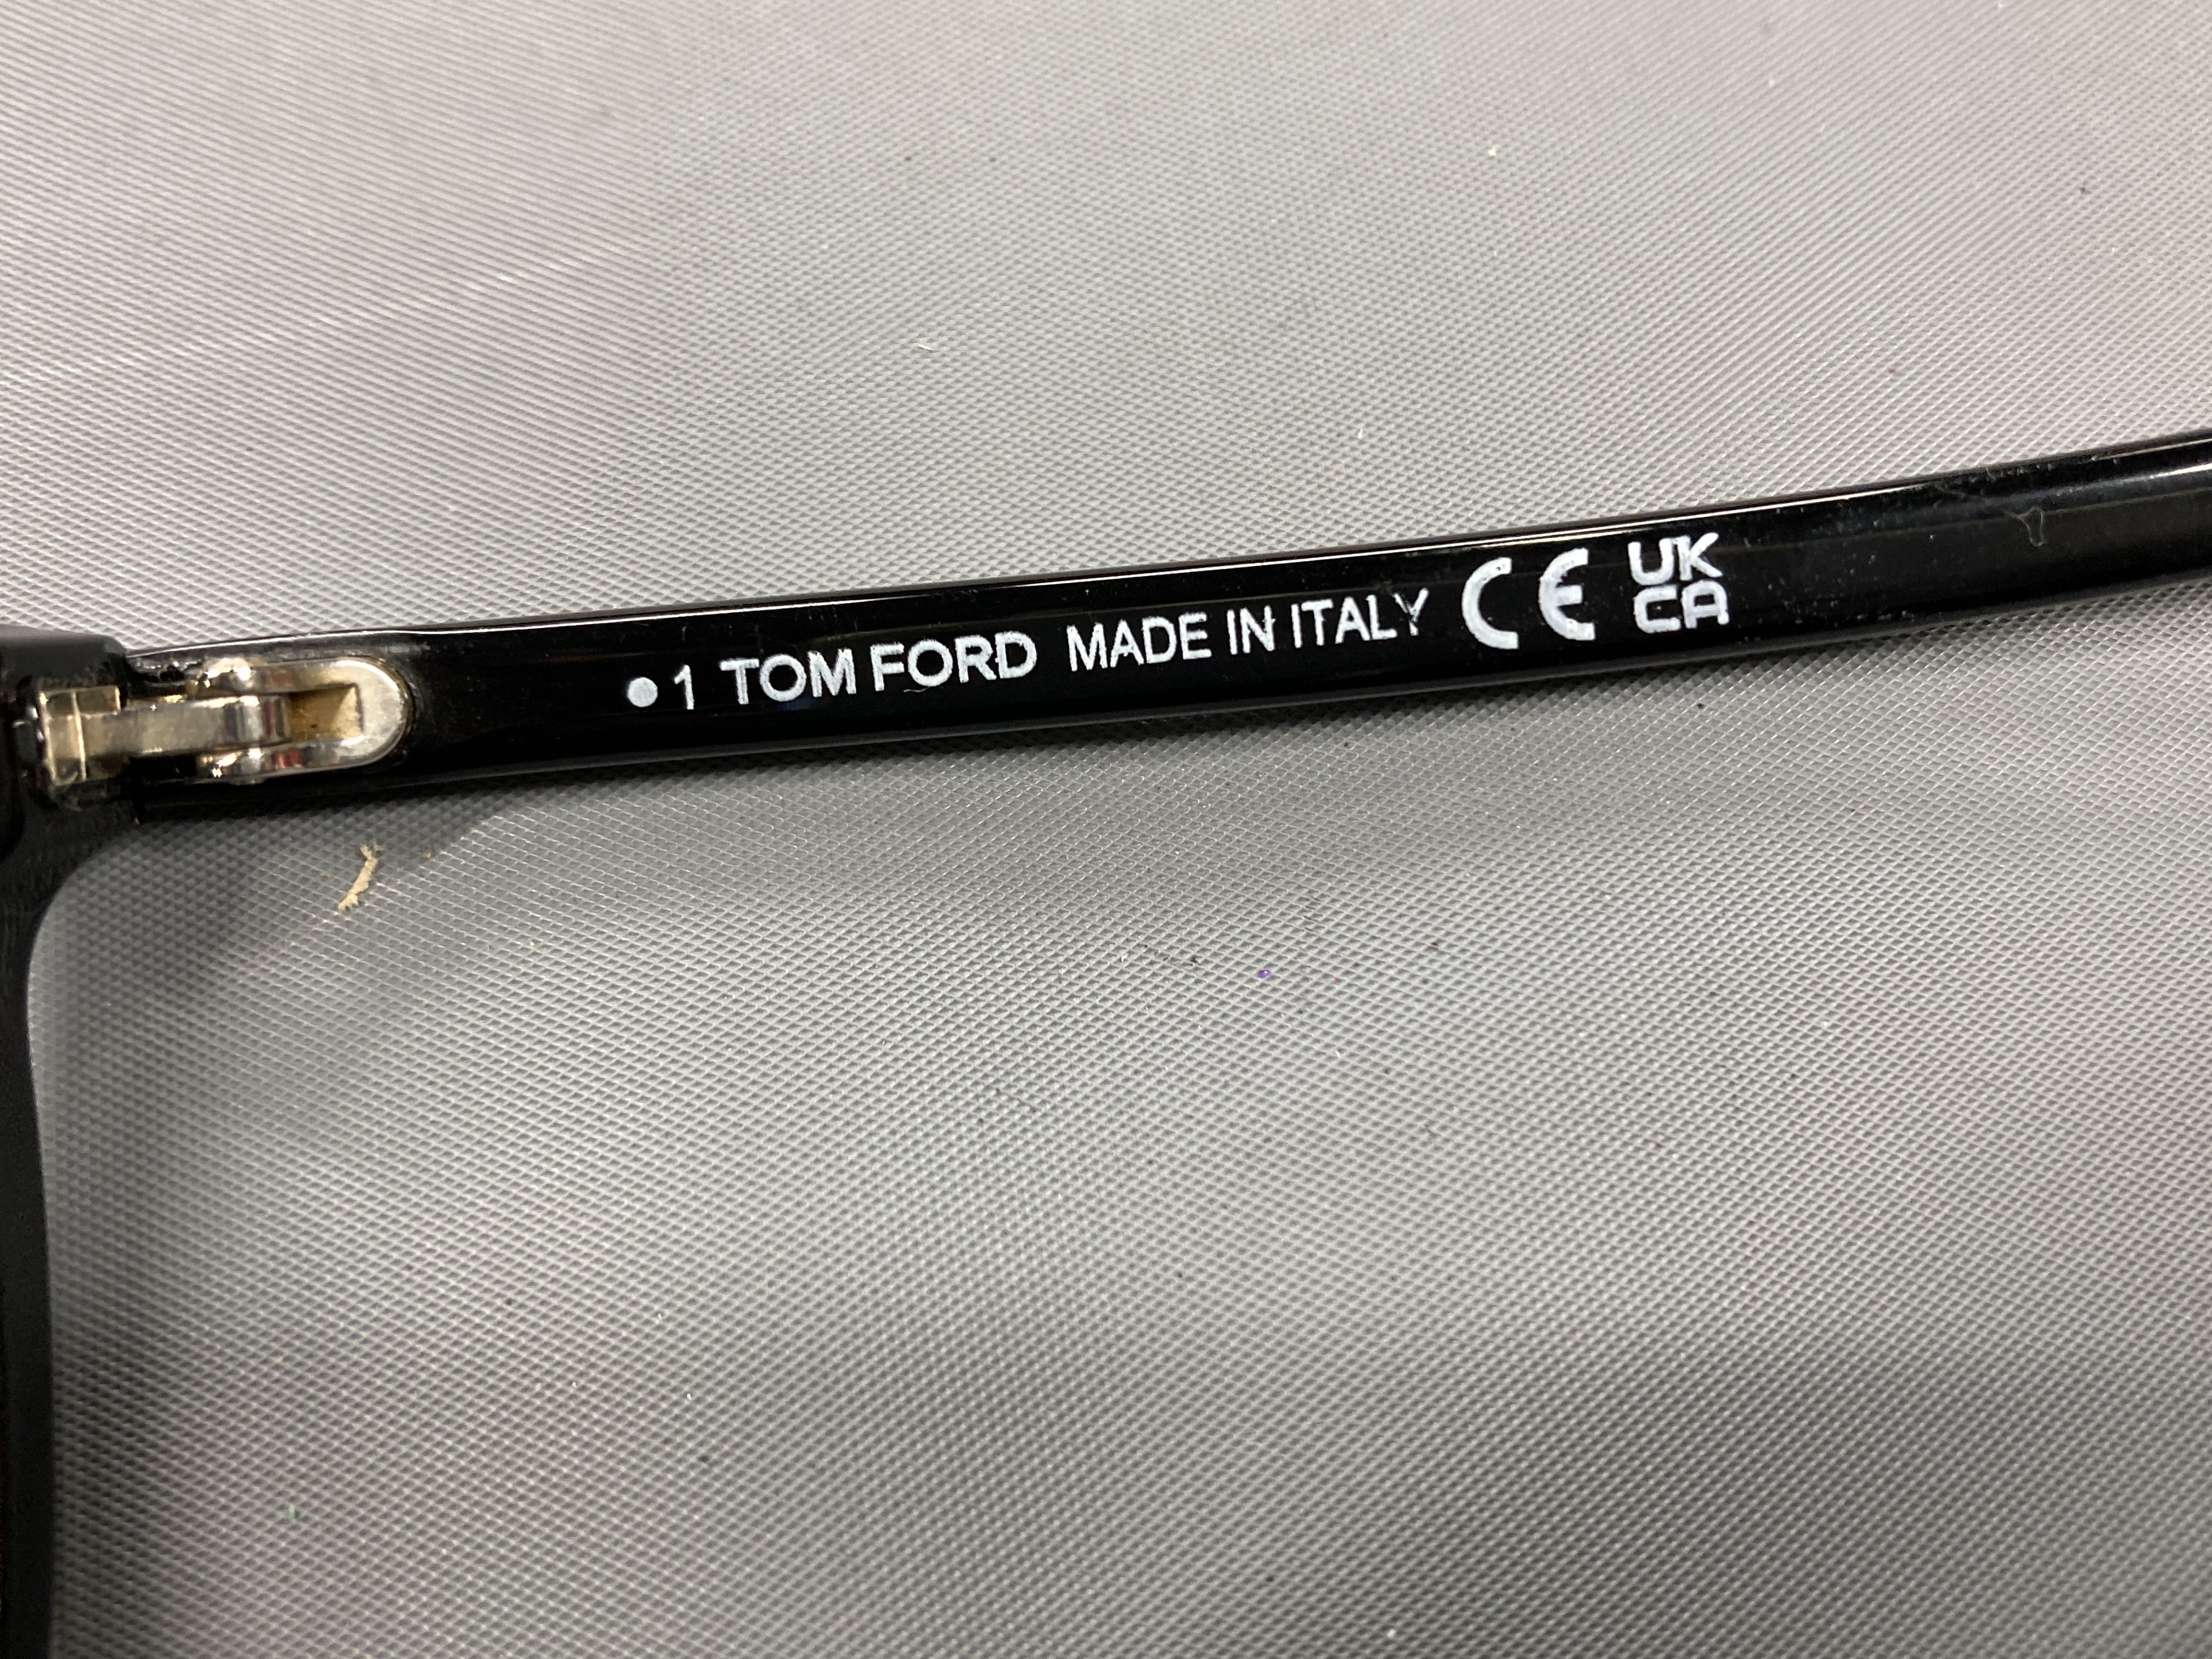 •1 TOM FORD MADE IN ITALY CE UK
CA